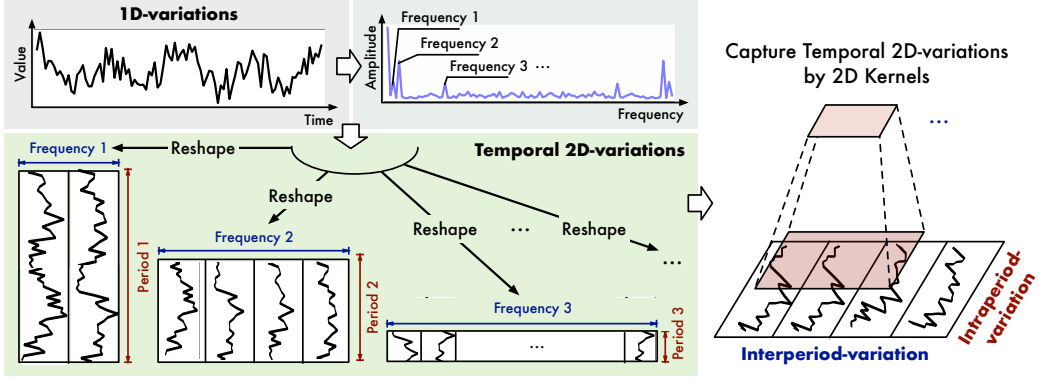 1D-variations
Value
Time
Amplitude
Frequency 1
Frequency 2
Frequency 3 ...
Frequency
Temporal 2D-variations
Frequency 1
Reshape
Period 1
Reshape
Frequency 2
Period 2
Reshape
...
Reshape
...
Frequency 3
Period 3
...
Capture Temporal 2D-variations
by 2D Kernels
...
Interperiod-variation
Intraperiod-
variation